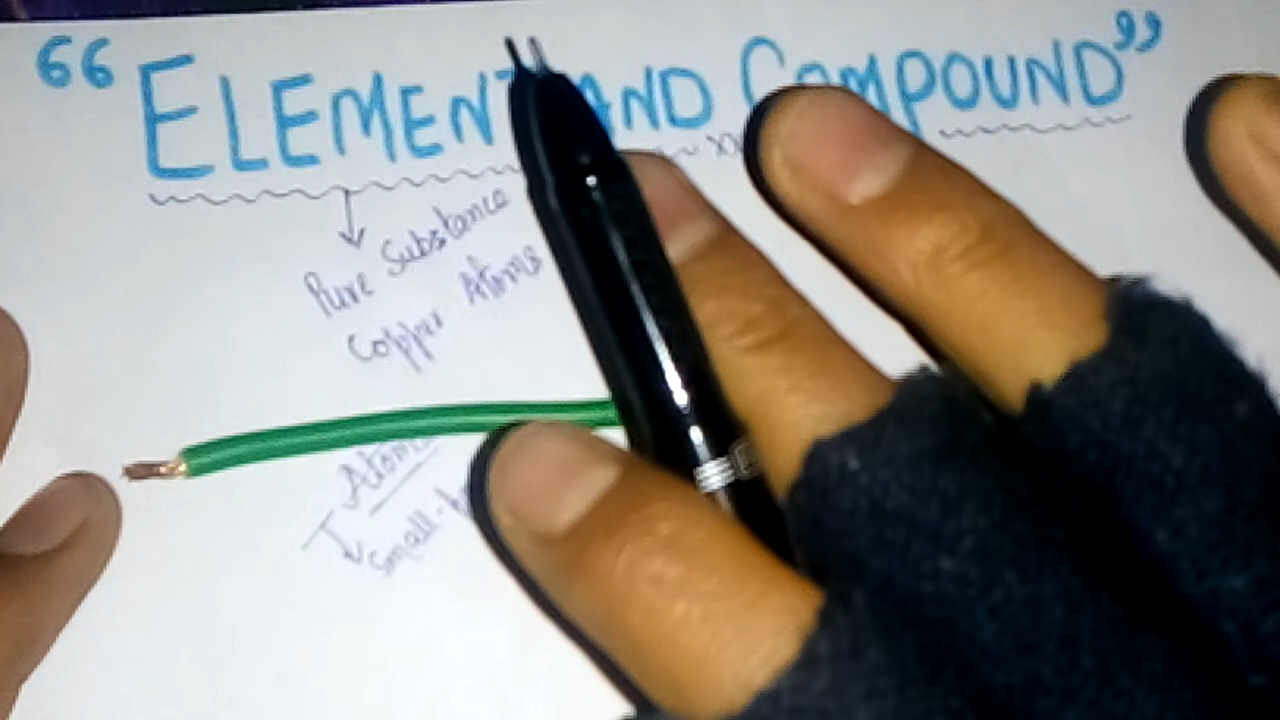 “ELEMENT AND COMPOUND”
Pure Substance
Copper Atoms
Atoms
Small-